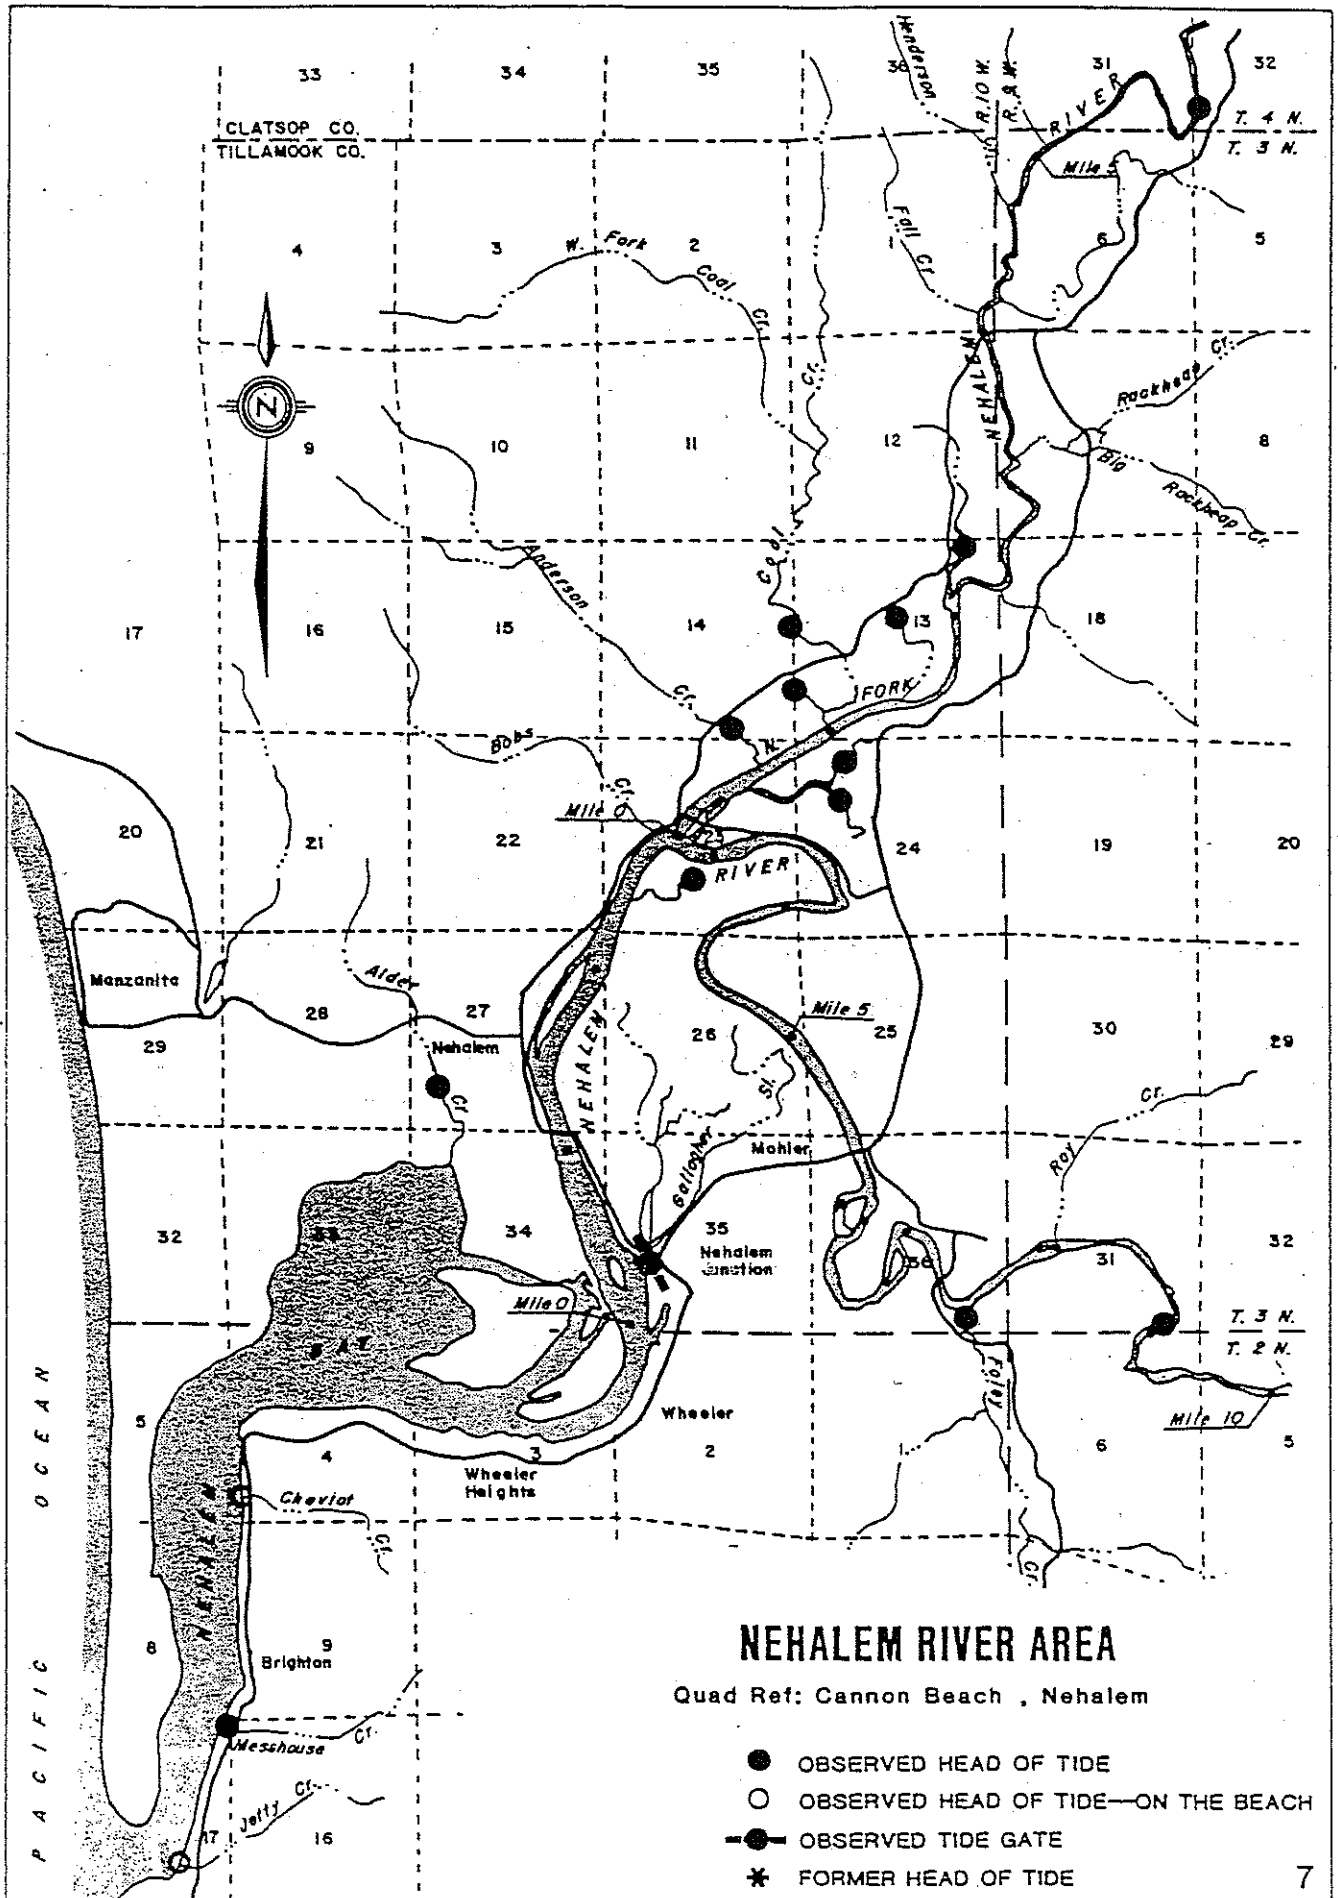 33 34 35 36 31 32
Henderson
R. 10 W.
R. 9 W.
RIVER
CLATSOP CO.
TILLAMOOK CO.
T. 4 N.
T. 3 N.
Mile 5
4 3 2 1 6 5
W. Fork Coal Cr.
Fall Cr.
Cr.
NEHALEM
Rackheap Cr.
N
9 10 11 12 8
Big Rackheap Cr.
Coal
Anderson Cr.
17 16 15 14 13 18
FORK
N.
Bobs Cr.
Mile 0
20 21 22 24 19 20
RIVER
Manzanita
Alder Cr.
28 27 26 25 30 29
Mile 5
29
Nehalem
NEHALEM
Sl.
Gallagher
Mohler
Roy Cr.
32 33 34 35 36 31 32
Nehalem
Junction
Mile 0
T. 3 N.
T. 2 N.
BAY
Foley Cr.
Mile 10
5 4 3 2 1 6 5
Wheeler
Wheeler
Heights
Cheviot Cr.
NEHALEM
PACIFIC OCEAN
8 9
Brighton
Messhouse Cr.
Jetty Cr.
17 16
NEHALEM RIVER AREA
Quad Ref: Cannon Beach , Nehalem
OBSERVED HEAD OF TIDE
OBSERVED HEAD OF TIDE—ON THE BEACH
OBSERVED TIDE GATE
FORMER HEAD OF TIDE
7